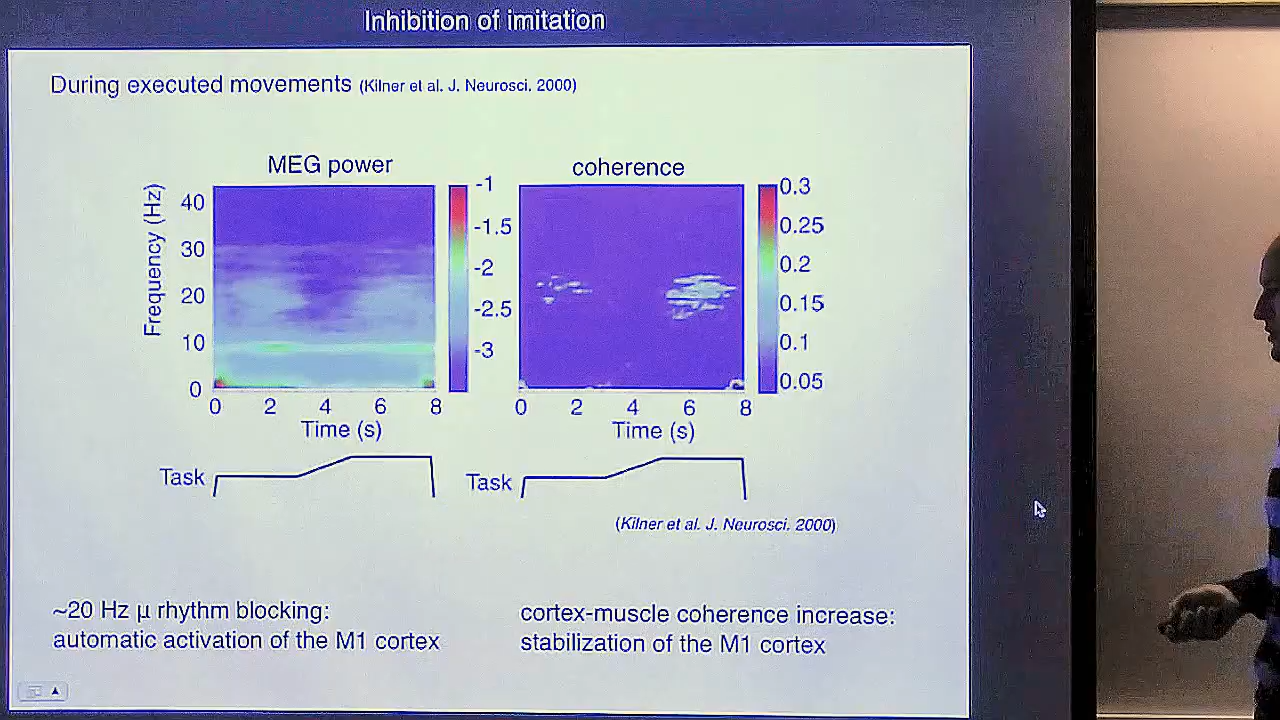 Inhibition of imitation
During executed movements (Kilner et al. J. Neurosci. 2000)
MEG power
coherence
Frequency (Hz)
40
30
20
10
0
0 2 4 6 8
Time (s)
-1
-1.5
-2
-2.5
-3
0 2 4 6 8
Time (s)
0.3
0.25
0.2
0.15
0.1
0.05
Task
Task
(Kilner et al. J. Neurosci. 2000)
~20 Hz μ rhythm blocking:
automatic activation of the M1 cortex
cortex-muscle coherence increase:
stabilization of the M1 cortex